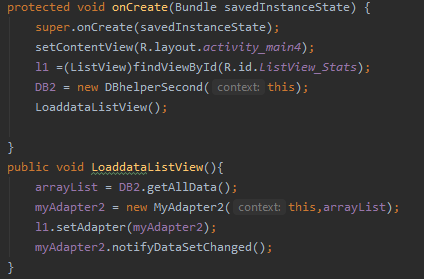 protected void onCreate(Bundle savedInstanceState) {
super.onCreate(savedInstanceState);
setContentView(R.layout.activity_main4);
l1 =(ListView)findViewById(R.id.ListView_Stats);
DB2 = new DBhelperSecond( context: this);
LoaddataListView();
}
public void LoaddataListView(){
arrayList = DB2.getAllData();
myAdapter2 = new MyAdapter2( context: this,arrayList);
l1.setAdapter(myAdapter2);
myAdapter2.notifyDataSetChanged();
}